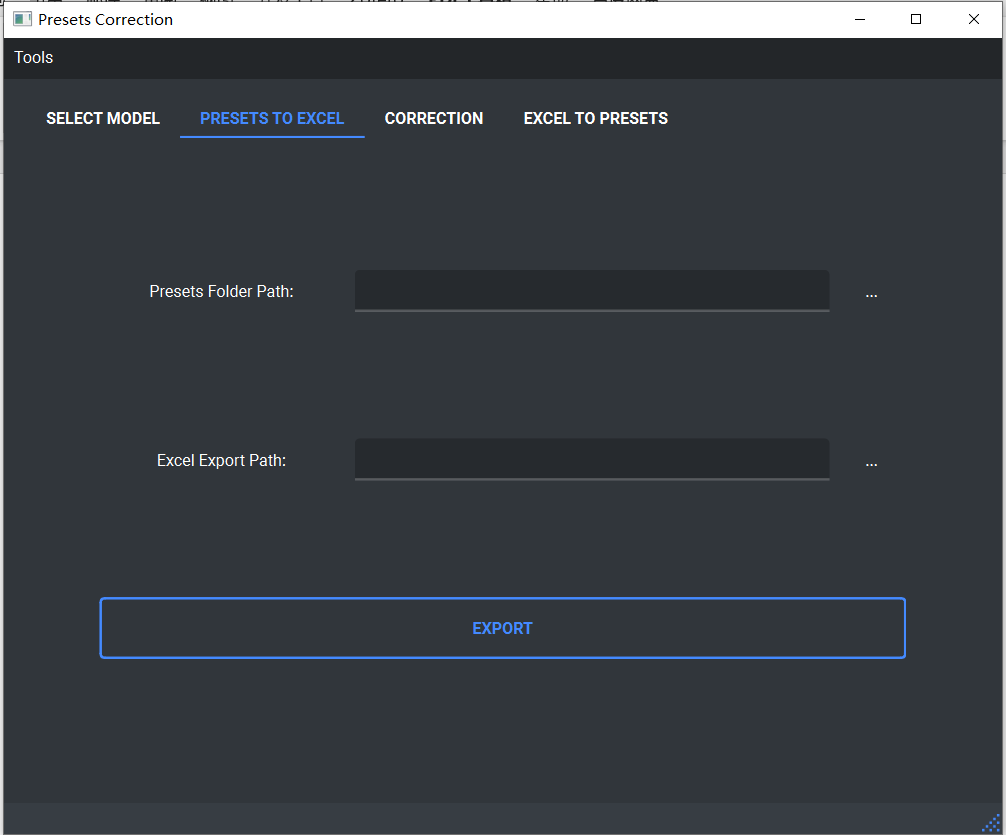 Presets Correction
Tools
SELECT MODEL PRESETS TO EXCEL CORRECTION EXCEL TO PRESETS
Presets Folder Path: ...
Excel Export Path: ...
EXPORT